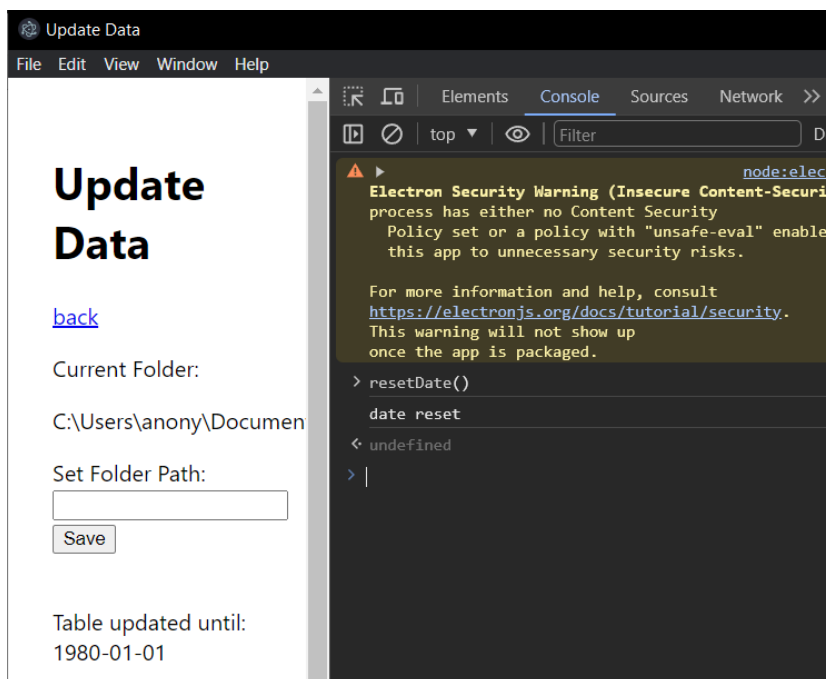 Update Data
File Edit View Window Help
Update
Data
back
Current Folder:
C:\Users\anony\Documen
Set Folder Path:
Save
Table updated until:
1980-01-01
Elements Console Sources Network
top Filter D
node:elec
Electron Security Warning (Insecure Content-Securi
process has either no Content Security
Policy set or a policy with "unsafe-eval" enable
this app to unnecessary security risks.
For more information and help, consult
https://electronjs.org/docs/tutorial/security.
This warning will not show up
once the app is packaged.
> resetDate()
date reset
undefined
>